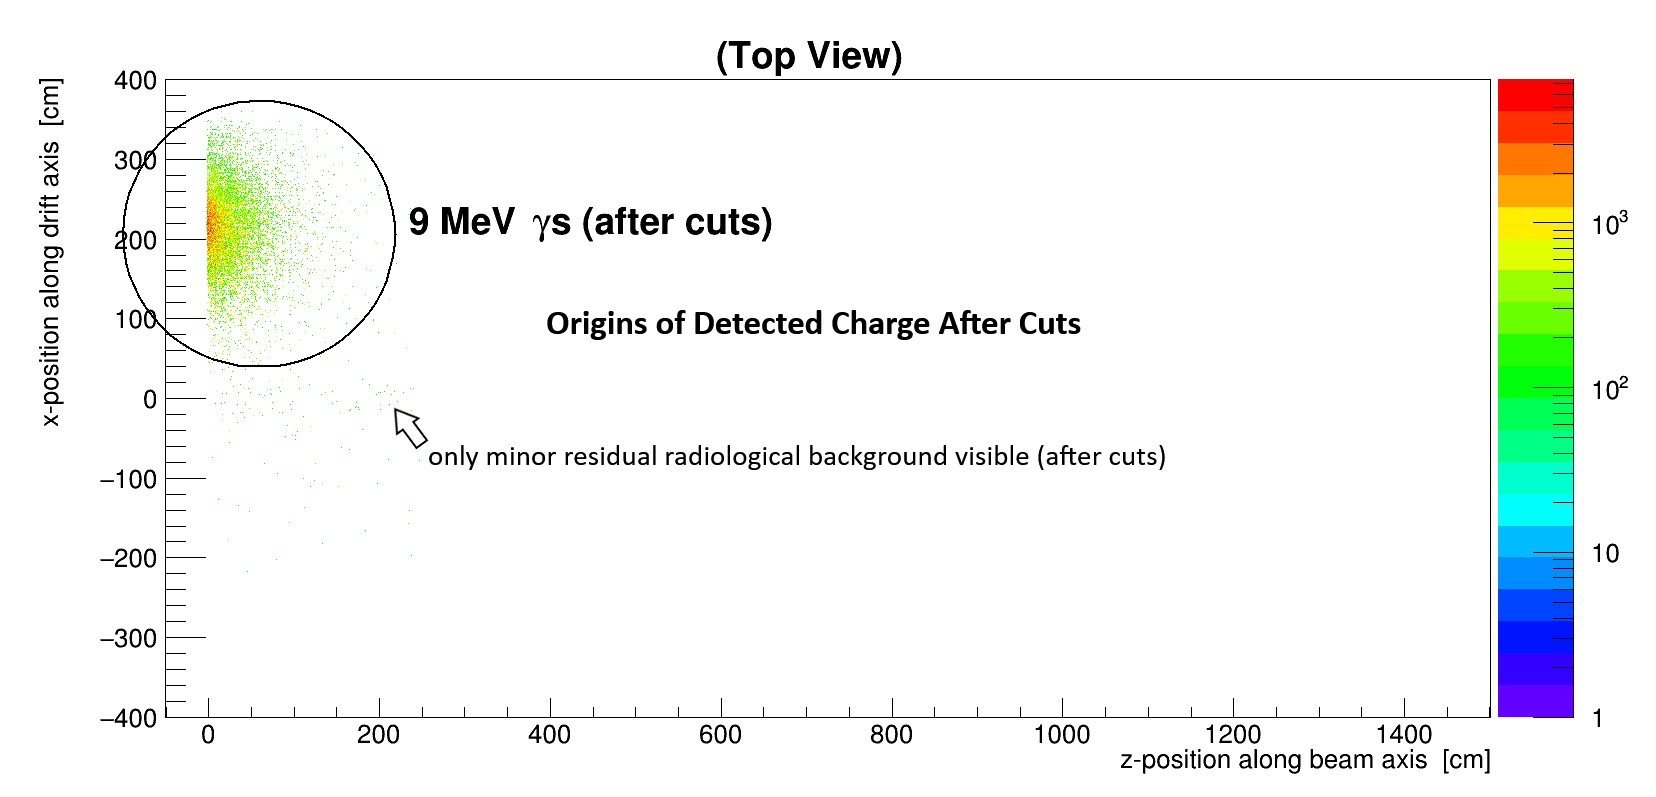 (Top View)
x-position along drift axis [cm]
400
300
200
100
0
−100
−200
−300
−400
9 MeV γs (after cuts)
Origins of Detected Charge After Cuts
only minor residual radiological background visible (after cuts)
10³
10²
10
1
0 200 400 600 800 1000 1200 1400
z-position along beam axis [cm]